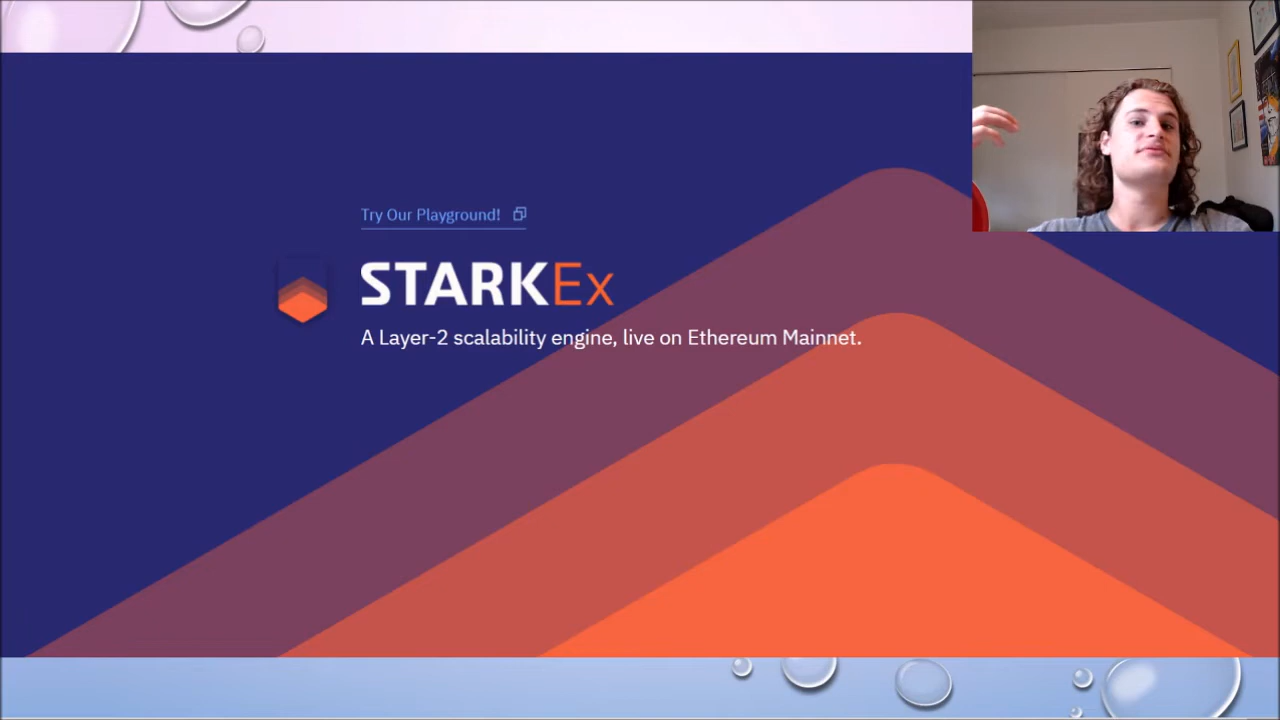 Try Our Playground!
STARKEx
A Layer-2 scalability engine, live on Ethereum Mainnet.